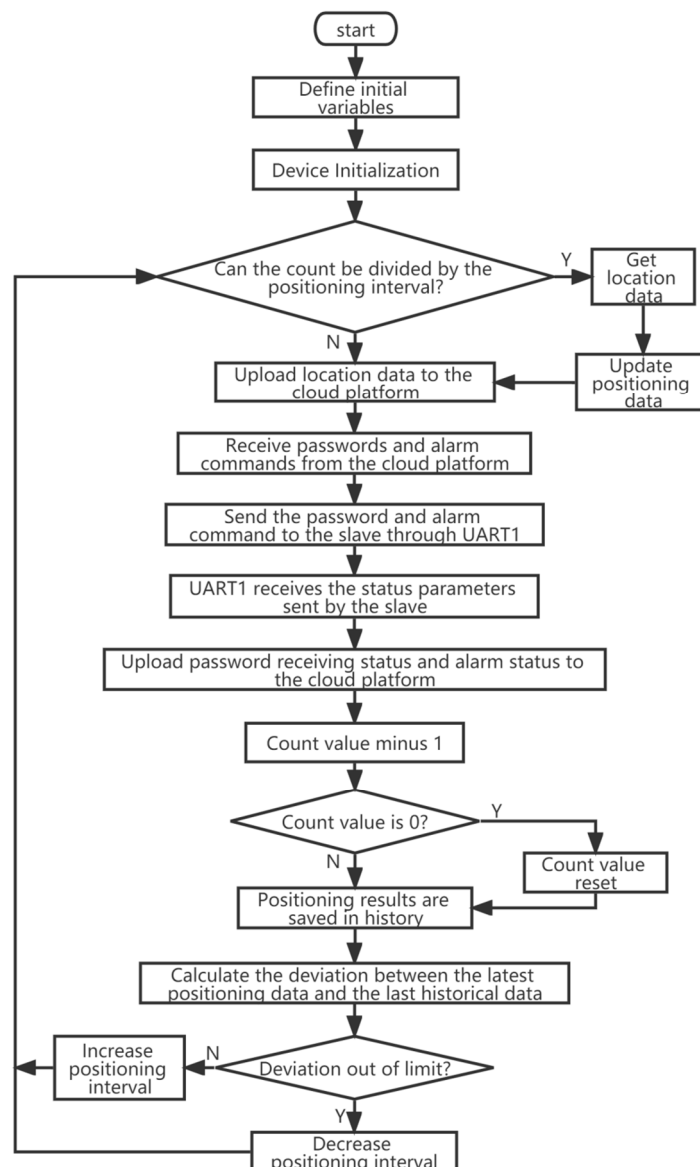 start
Define initial
variables
Device Initialization
Can the count be divided by the
positioning interval?
Y
Get
location
data
N
Upload location data to the
cloud platform
Update
positioning
data
Receive passwords and alarm
commands from the cloud platform
Send the password and alarm
command to the slave through UART1
UART1 receives the status parameters
sent by the slave
Upload password receiving status and alarm status to
the cloud platform
Count value minus 1
Count value is 0?
Y
N
Count value
reset
Positioning results are
saved in history
Calculate the deviation between the latest
positioning data and the last historical data
Increase
positioning
interval
N
Deviation out of limit?
Y
Decrease
positioning interval